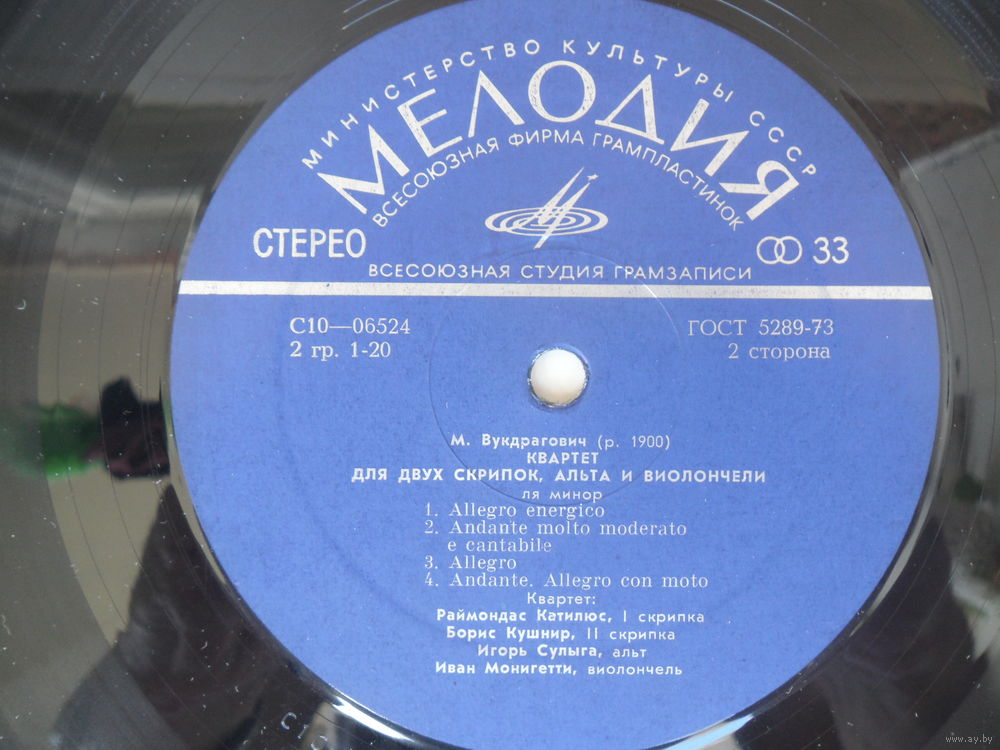 МИНИСТЕРСТВО КУЛЬТУРЫ СССР
МЕЛОДИЯ
ВСЕСОЮЗНАЯ ФИРМА ГРАМПЛАСТИНОК
СТЕРЕО
33
ВСЕСОЮЗНАЯ СТУДИЯ ГРАМЗАПИСИ
С10—06524
ГОСТ 5289-73
2 гр. 1-20
2 сторона
М. Вукдрагович (р. 1900)
КВАРТЕТ
ДЛЯ ДВУХ СКРИПОК, АЛЬТА И ВИОЛОНЧЕЛИ
ля минор
1. Allegro energico
2. Andante molto moderato
e cantabile
3. Allegro
4. Andante. Allegro con moto
Квартет:
Раймондас Катилюс, I скрипка
Борис Кушнир, II скрипка
Игорь Сулыга, альт
Иван Монигетти, виолончель
www.ay.by